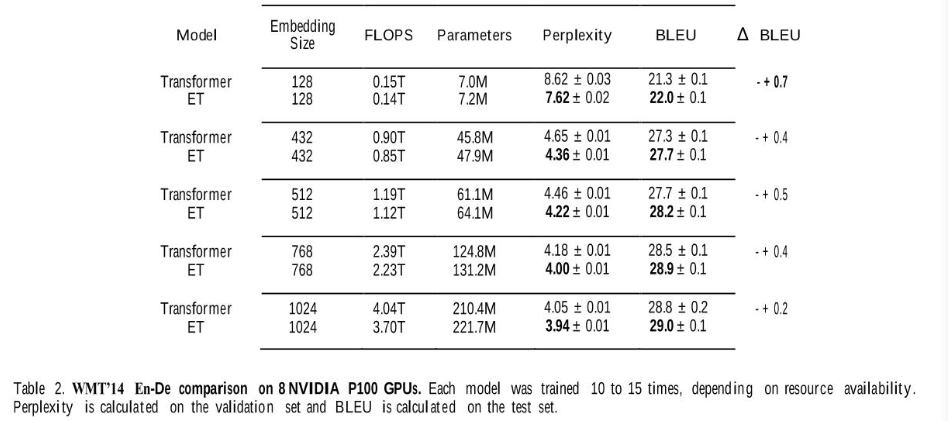 Model Embedding Size FLOPS Parameters Perplexity BLEU Δ BLEU
Transformer 128 0.15T 7.0M 8.62 ± 0.03 21.3 ± 0.1 - + 0.7
ET 128 0.14T 7.2M 7.62 ± 0.02 22.0 ± 0.1
Transformer 432 0.90T 45.8M 4.65 ± 0.01 27.3 ± 0.1 - + 0.4
ET 432 0.85T 47.9M 4.36 ± 0.01 27.7 ± 0.1
Transformer 512 1.19T 61.1M 4.46 ± 0.01 27.7 ± 0.1 - + 0.5
ET 512 1.12T 64.1M 4.22 ± 0.01 28.2 ± 0.1
Transformer 768 2.39T 124.8M 4.18 ± 0.01 28.5 ± 0.1 - + 0.4
ET 768 2.23T 131.2M 4.00 ± 0.01 28.9 ± 0.1
Transformer 1024 4.04T 210.4M 4.05 ± 0.01 28.8 ± 0.2 - + 0.2
ET 1024 3.70T 221.7M 3.94 ± 0.01 29.0 ± 0.1
Table 2. WMT'14 En-De comparison on 8 NVIDIA P100 GPUs. Each model was trained 10 to 15 times, depending on resource availability.
Perplexity is calculated on the validation set and BLEU is calculated on the test set.